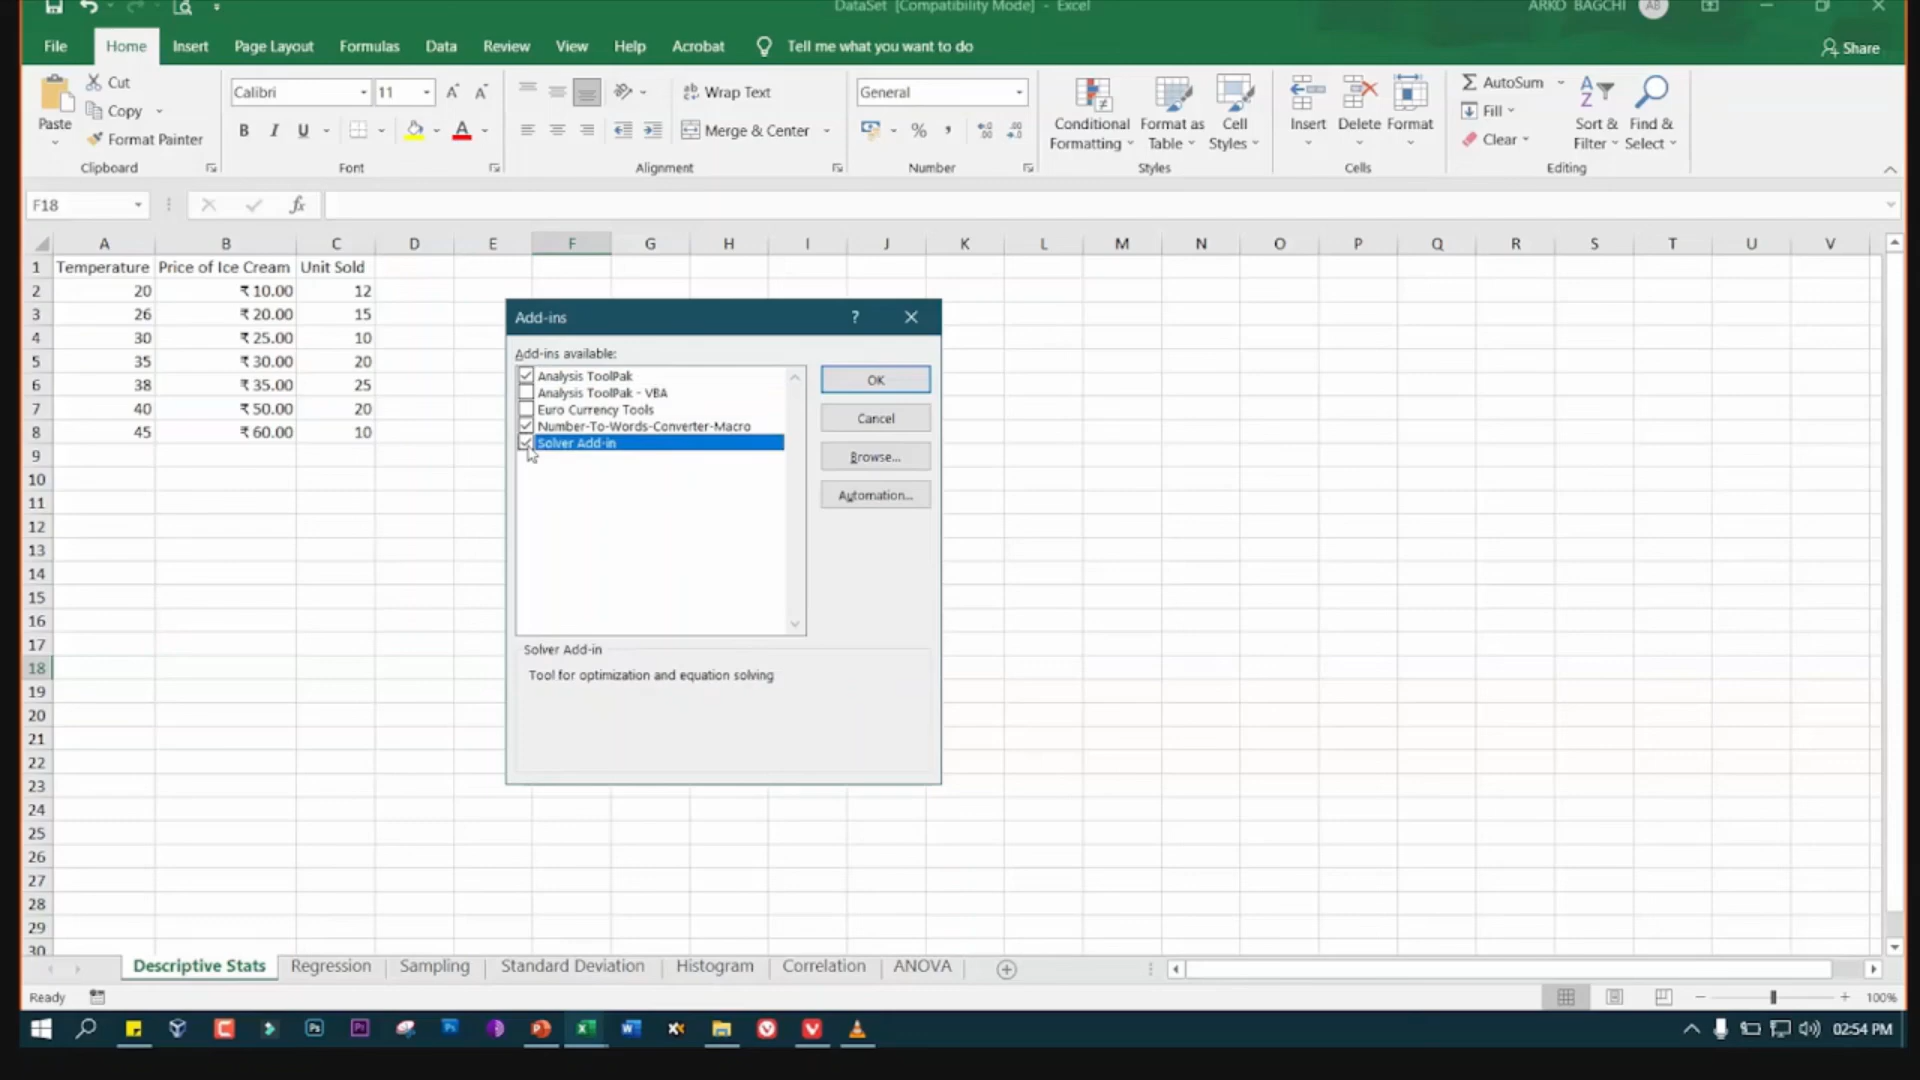 DataSet [Compatibility Mode] - Excel
ARKO BAGCHI AB
File Home Insert Page Layout Formulas Data Review View Help Acrobat Tell me what you want to do Share
Cut
Copy
Format Painter
Paste
Clipboard
Calibri 11
B I U
Font
Wrap Text
Merge & Center
Alignment
General
%
Number
Conditional Formatting
Format as Table
Cell Styles
Styles
Insert Delete Format
Cells
AutoSum
Fill
Clear
Sort & Filter
Find & Select
Editing
F18 fx
A B C D E F G H I J K L M N O P Q R S T U V
1 Temperature Price of Ice Cream Unit Sold
2 20 ₹ 10.00 12
3 26 ₹ 20.00 15
4 30 ₹ 25.00 10
5 35 ₹ 30.00 20
6 38 ₹ 35.00 25
7 40 ₹ 50.00 20
8 45 ₹ 60.00 10
9
10
11
12
13
14
15
16
17
18
19
20
21
22
23
24
25
26
27
28
29
30
Add-ins ?
Add-ins available:
Analysis ToolPak
Analysis ToolPak - VBA
Euro Currency Tools
Number-To-Words-Converter-Macro
Solver Add-in
OK
Cancel
Browse...
Automation...
Solver Add-in
Tool for optimization and equation solving
Descriptive Stats Regression Sampling Standard Deviation Histogram Correlation ANOVA
Ready 100%
02:54 PM